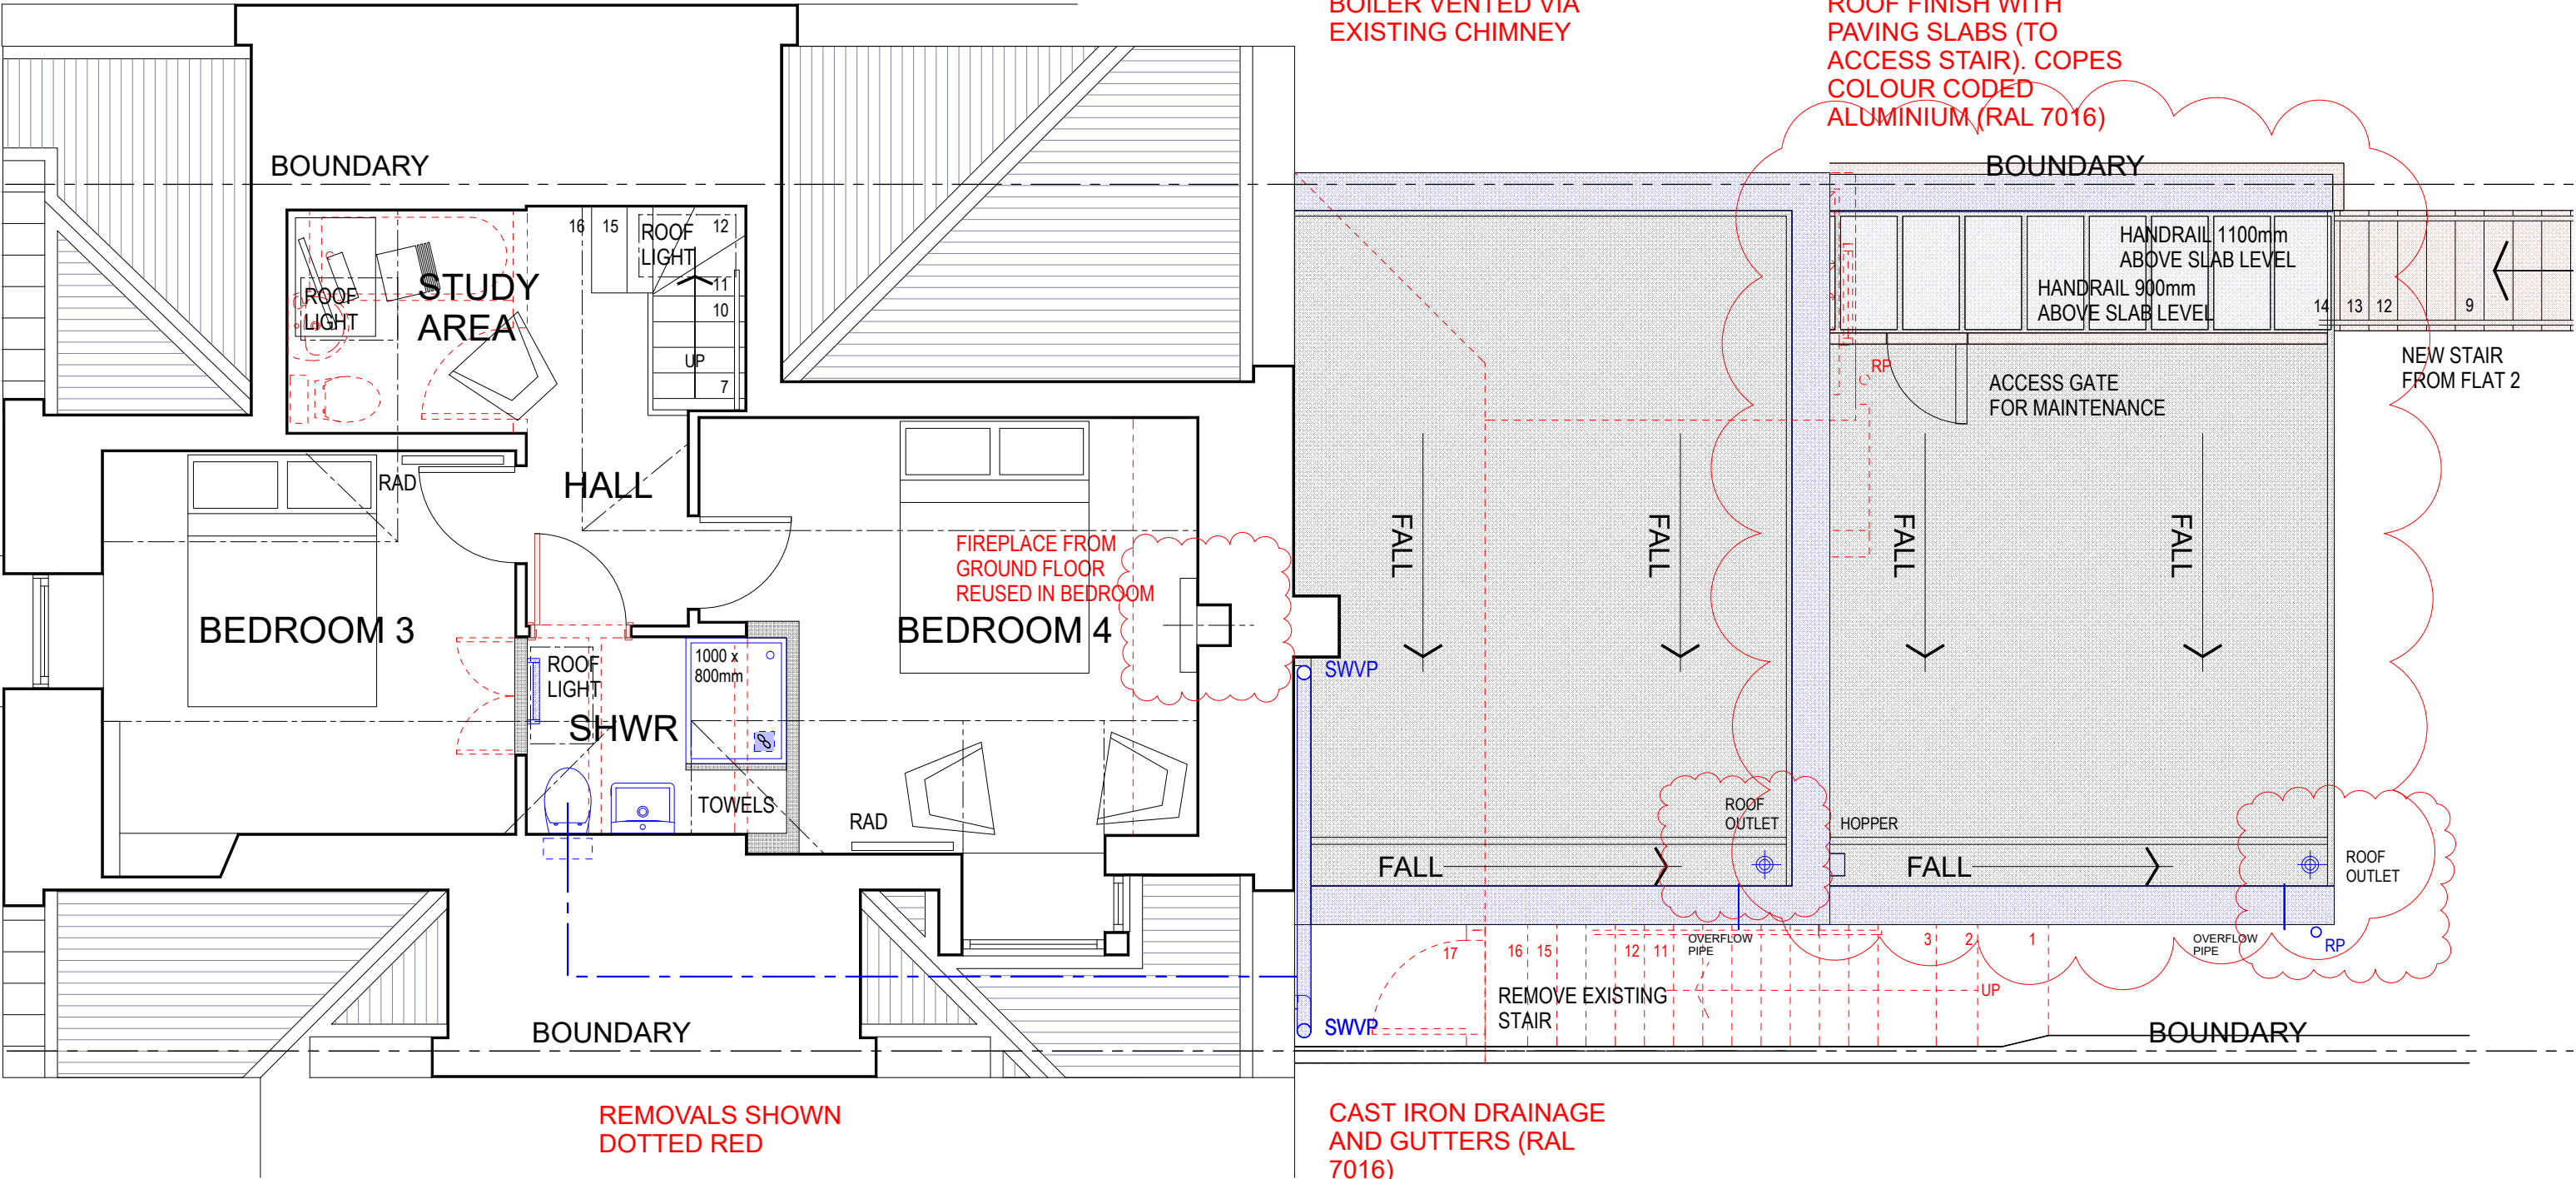 BOILER VENTED VIA
EXISTING CHIMNEY
ROOF FINISH WITH
PAVING SLABS (TO
ACCESS STAIR). COPES
COLOUR CODED
ALUMINIUM (RAL 7016)
BOUNDARY
BOUNDARY
16
15
ROOF
LIGHT
12
11
10
UP
7
STUDY
AREA
ROOF
LIGHT
HANDRAIL 1100mm
ABOVE SLAB LEVEL
HANDRAIL 900mm
ABOVE SLAB LEVEL
14
13
12
9
NEW STAIR
FROM FLAT 2
RP
ACCESS GATE
FOR MAINTENANCE
RAD
HALL
FALL
FALL
FALL
FALL
FIREPLACE FROM
GROUND FLOOR
REUSED IN BEDROOM
BEDROOM 3
BEDROOM 4
ROOF
LIGHT
1000 x
800mm
SHWR
SWVP
TOWELS
RAD
ROOF
OUTLET
HOPPER
FALL
FALL
ROOF
OUTLET
17
16
15
12
11
OVERFLOW
PIPE
3
2
1
OVERFLOW
PIPE
RP
REMOVE EXISTING
STAIR
UP
SWVP
BOUNDARY
BOUNDARY
REMOVALS SHOWN
DOTTED RED
CAST IRON DRAINAGE
AND GUTTERS (RAL
7016)